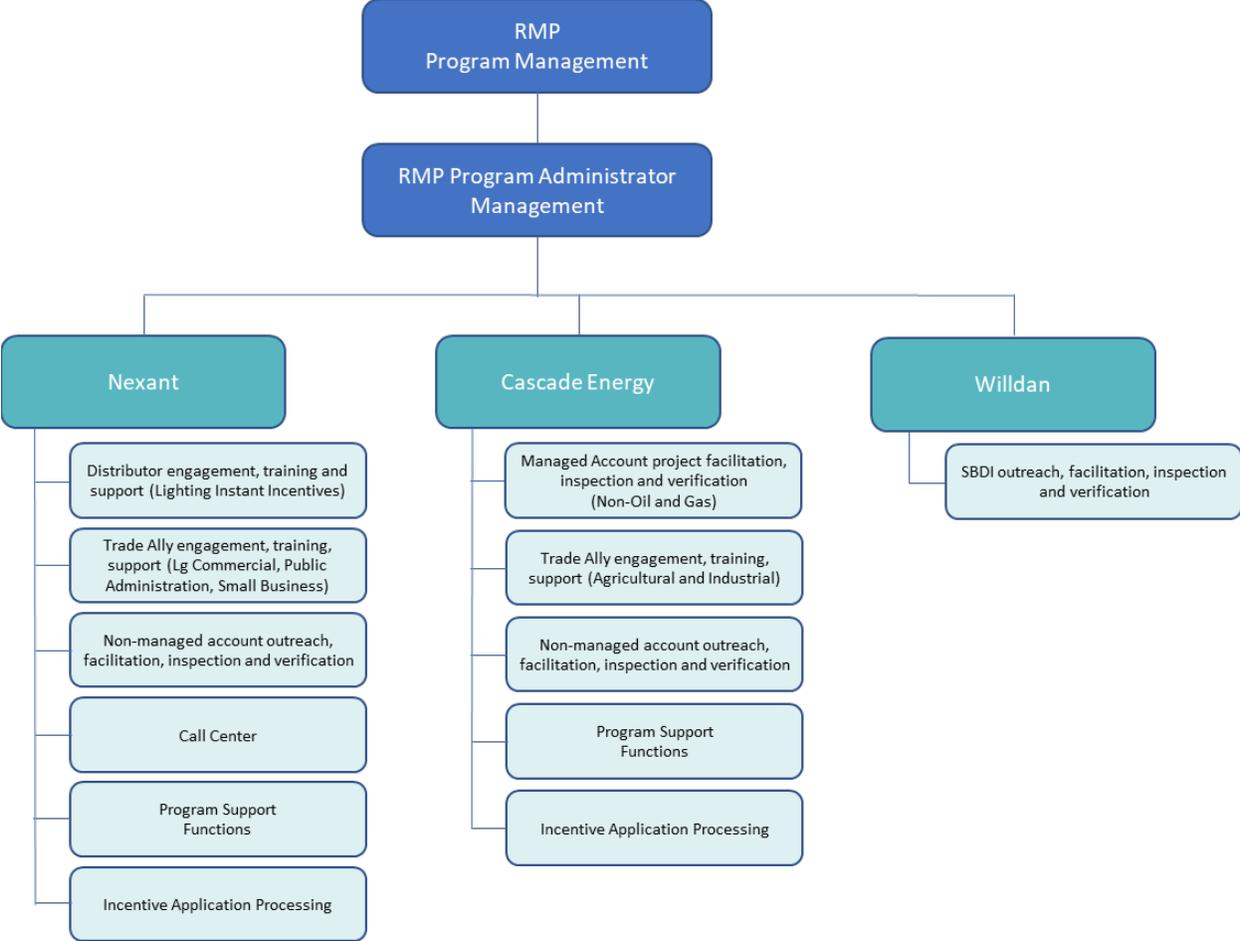 RMP
Program Management
RMP Program Administrator
Management
Nexant
Distributor engagement, training and
support (Lighting Instant Incentives)
Trade Ally engagement, training,
support (Lg Commercial, Public
Administration, Small Business)
Non-managed account outreach,
facilitation, inspection and verification
Call Center
Program Support
Functions
Incentive Application Processing
Cascade Energy
Managed Account project facilitation,
inspection and verification
(Non-Oil and Gas)
Trade Ally engagement, training,
support (Agricultural and Industrial)
Non-managed account outreach,
facilitation, inspection and verification
Program Support
Functions
Incentive Application Processing
Willdan
SBDI outreach, facilitation, inspection
and verification